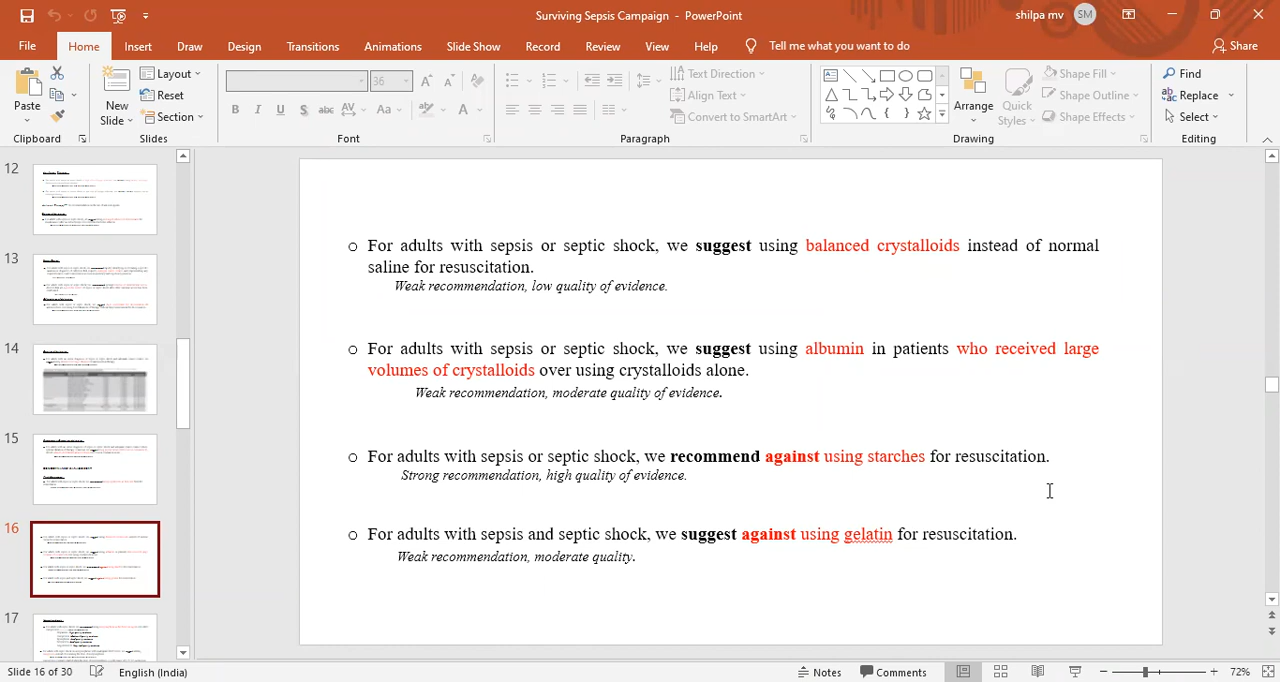 Surviving Sepsis Campaign - PowerPoint
shilpa mv SM
File Home Insert Draw Design Transitions Animations Slide Show Record Review View Help Tell me what you want to do Share
Paste
Clipboard
New Slide
Layout
Reset
Section
Slides
36
B I U S abc AV Aa A
Font
Text Direction
Align Text
Convert to SmartArt
Paragraph
Arrange
Quick Styles
Shape Fill
Shape Outline
Shape Effects
Drawing
Find
Replace
Select
Editing
12
13
14
15
16
17
For adults with sepsis or septic shock, we suggest using balanced crystalloids instead of normal
saline for resuscitation.
Weak recommendation, low quality of evidence.
For adults with sepsis or septic shock, we suggest using albumin in patients who received large
volumes of crystalloids over using crystalloids alone.
Weak recommendation, moderate quality of evidence.
For adults with sepsis or septic shock, we recommend against using starches for resuscitation.
Strong recommendation, high quality of evidence.
For adults with sepsis and septic shock, we suggest against using gelatin for resuscitation.
Weak recommendation, moderate quality.
Slide 16 of 30 English (India) Notes Comments 72%